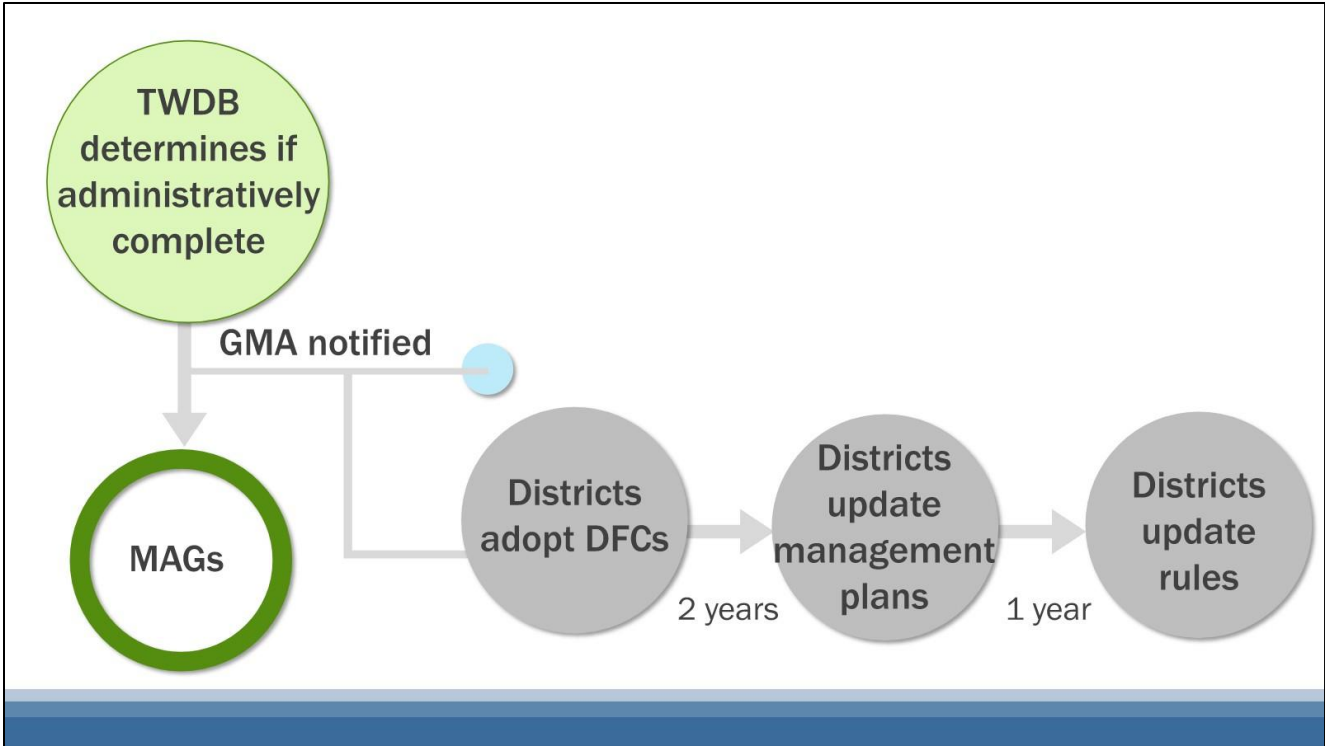 TWDB
determines if
administratively
complete
GMA notified
MAGs
Districts
adopt DFCs
2 years
Districts
update
management
plans
1 year
Districts
update
rules